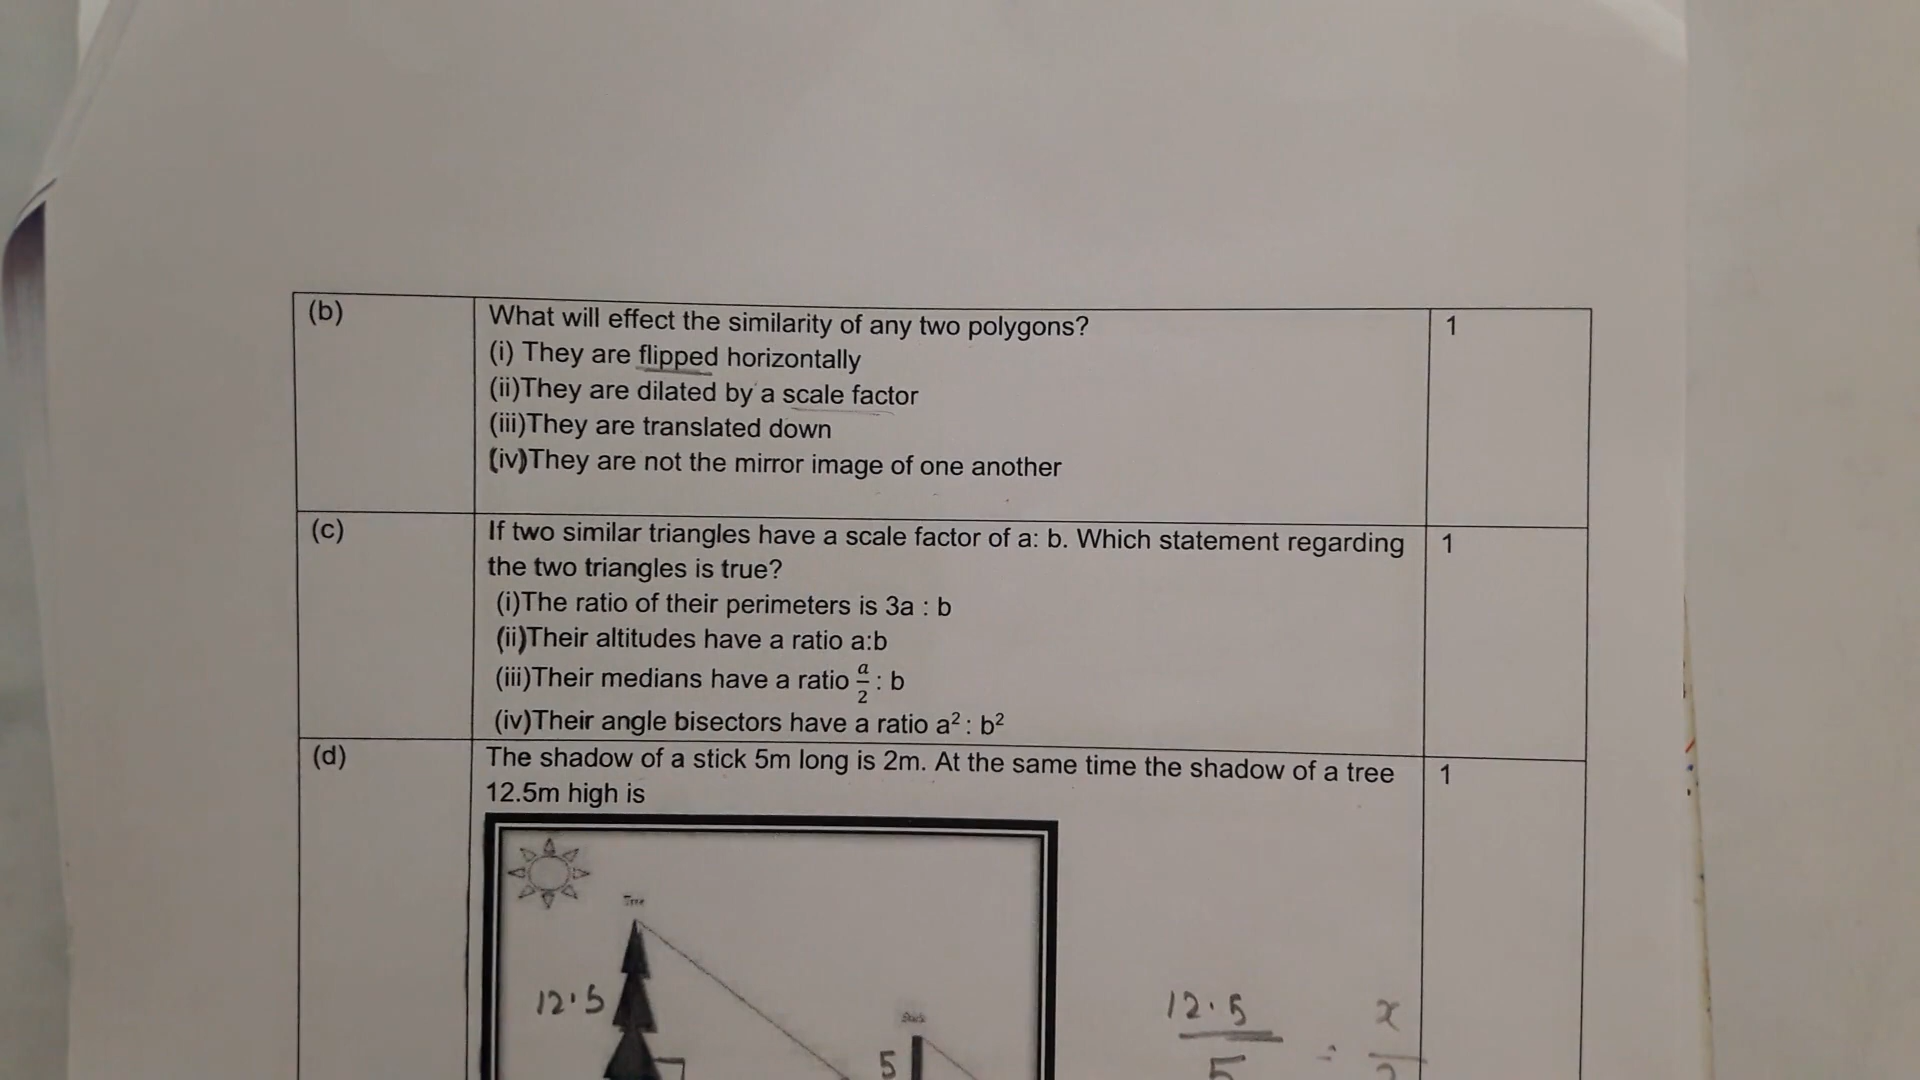 (b)
What will effect the similarity of any two polygons?
1
(i) They are flipped horizontally
(ii)They are dilated by a scale factor
(iii)They are translated down
(iv)They are not the mirror image of one another
(c)
If two similar triangles have a scale factor of a: b. Which statement regarding
1
the two triangles is true?
(i)The ratio of their perimeters is 3a : b
(ii)Their altitudes have a ratio a:b
(iii)Their medians have a ratio a/2 : b
(iv)Their angle bisectors have a ratio a² : b²
(d)
The shadow of a stick 5m long is 2m. At the same time the shadow of a tree
1
12.5m high is
Tree
12.5
Stick
5
12.5
5
x